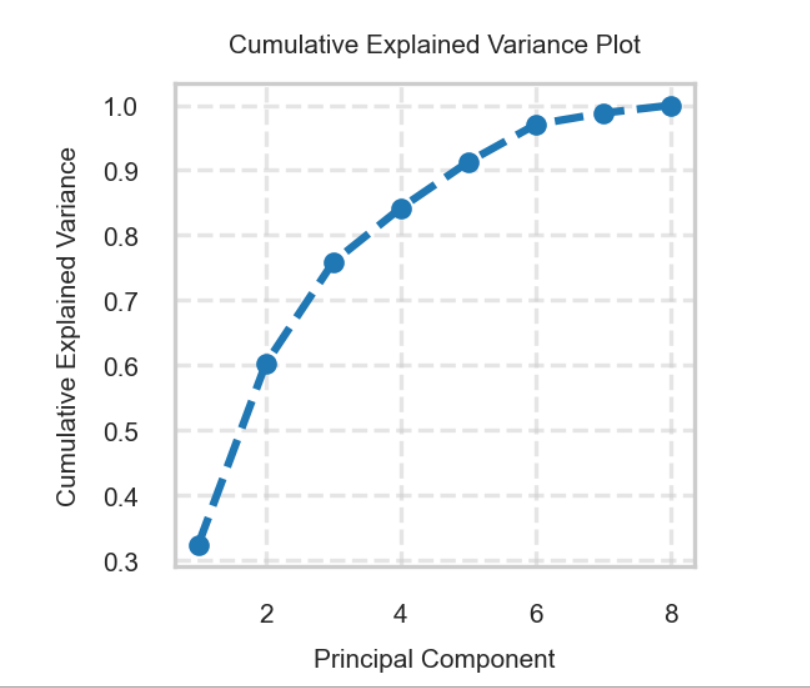 Cumulative Explained Variance Plot
Cumulative Explained Variance
1.0
0.9
0.8
0.7
0.6
0.5
0.4
0.3
2 4 6 8
Principal Component